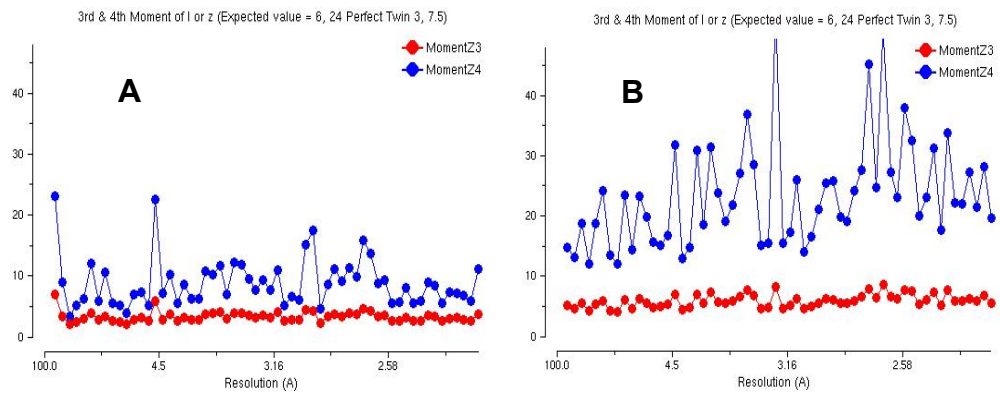 3rd & 4th Moment of I or z (Expected value = 6, 24 Perfect Twin 3, 7.5)
MomentZ3
MomentZ4
A
40
30
20
10
0
100.0 4.5 3.16 2.58
Resolution (A)
3rd & 4th Moment of I or z (Expected value = 6, 24 Perfect Twin 3, 7.5)
MomentZ3
MomentZ4
B
40
30
20
10
0
100.0 4.5 3.16 2.58
Resolution (A)